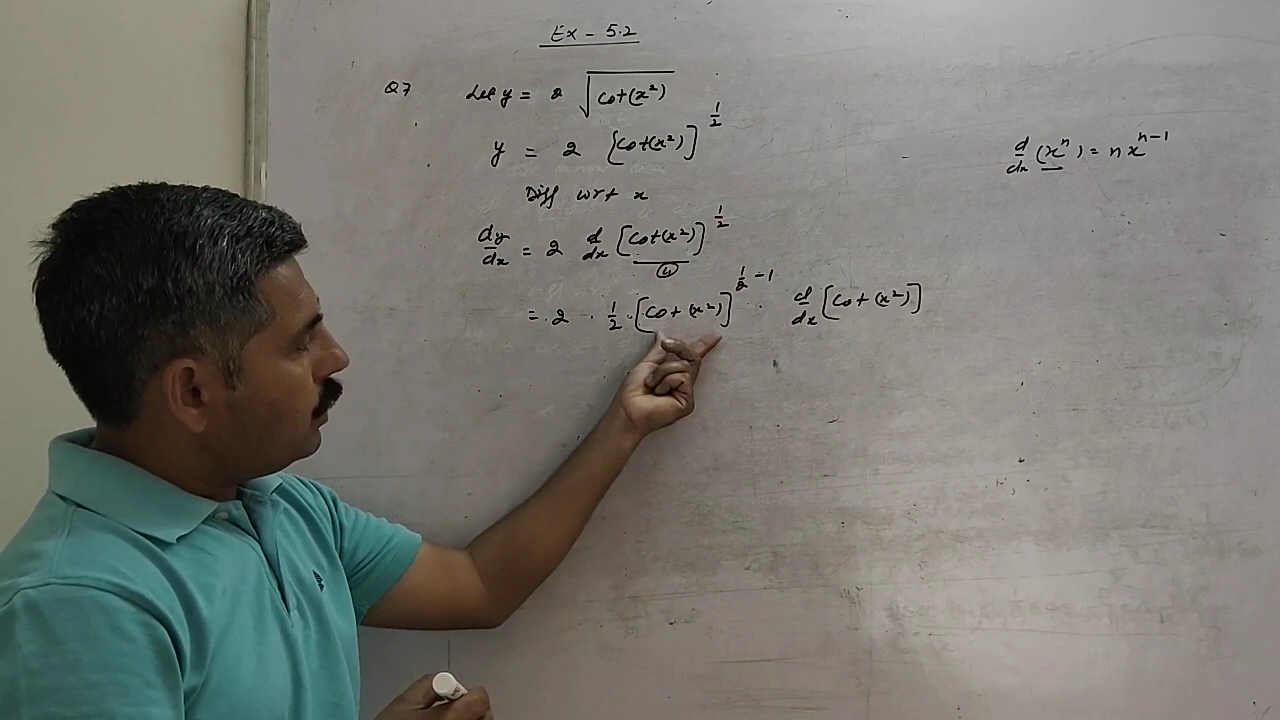 Ex - 5.2
Q7 Let y = 2 √cot(x²)
y = 2 [cot(x²)]^1/2
Diff wrt x
dy/dx = 2 d/dx [cot(x²)]^1/2
(u)
= 2 · 1/2 · [cot(x²)]^1/2 - 1 · d/dx [cot(x²)]
d/dx (xⁿ) = n x^n-1